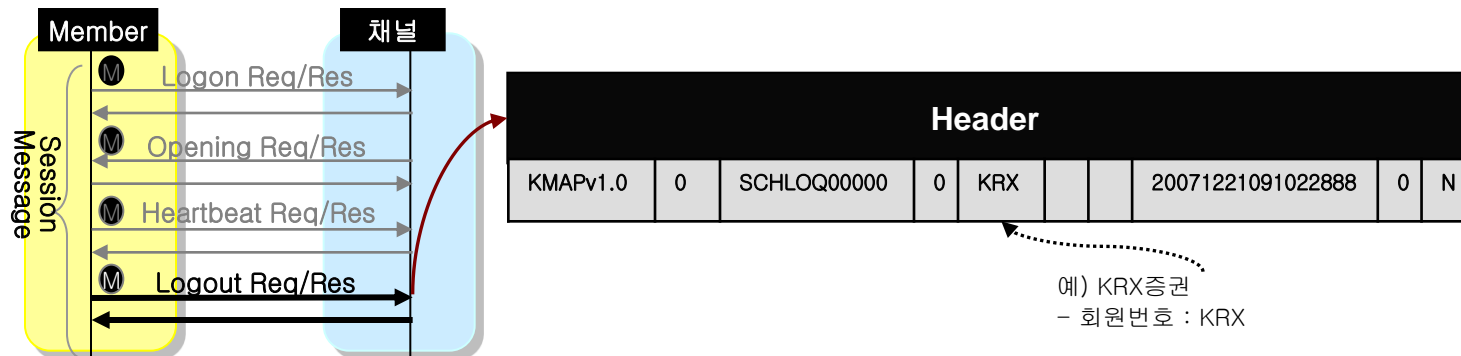 Member
채널
M
Logon Req/Res
M
Opening Req/Res
M
Heartbeat Req/Res
M
Logout Req/Res
Session
Message
Header
KMAPv1.0 0 SCHLOQ00000 0 KRX 20071221091022888 0 N
예) KRX증권
- 회원번호 : KRX